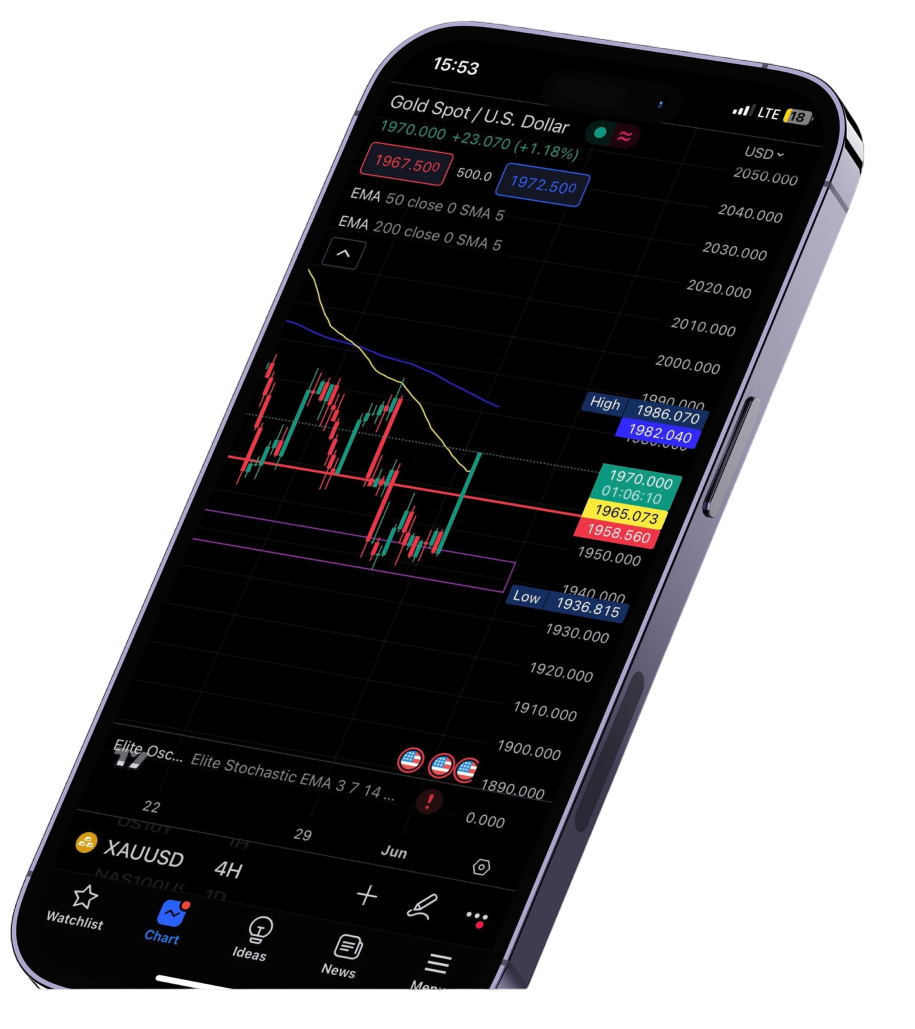 15:53
LTE 18
Gold Spot / U.S. Dollar
1970.000 +23.070 (+1.18%)
USD
1967.500
500.0
1972.500
EMA 50 close 0 SMA 5
EMA 200 close 0 SMA 5
2050.000
2040.000
2030.000
2020.000
2010.000
2000.000
1990.000
High 1986.070
1982.040
1980.000
1970.000
01:06:10
1965.073
1958.560
1950.000
1940.000
Low 1936.815
1930.000
1920.000
1910.000
1900.000
1890.000
Elite Osc... Elite Stochastic EMA 3 7 14 ...
0.000
22
29
Jun
US10Y 1H
XAUUSD 4H
1D
Watchlist
Chart
Ideas
News
Menu